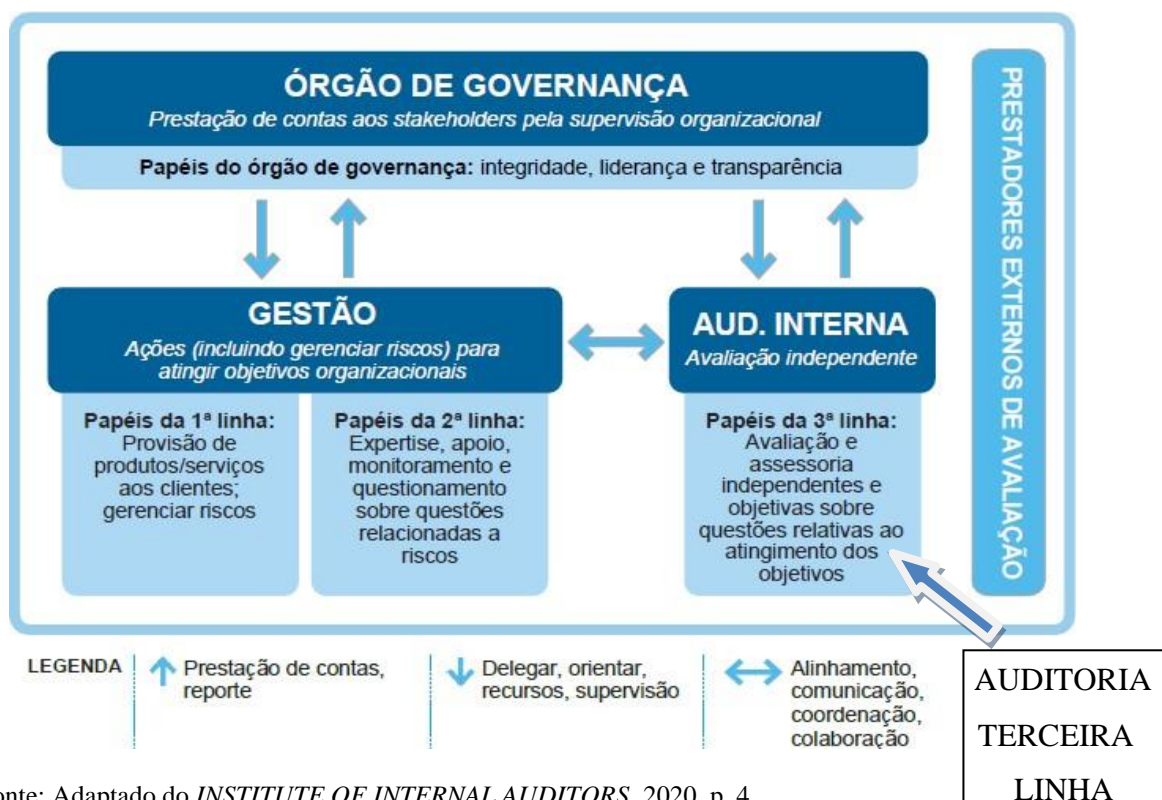 ÓRGÃO DE GOVERNANÇA
Prestação de contas aos stakeholders pela supervisão organizacional
Papéis do órgão de governança: integridade, liderança e transparência
GESTÃO
Ações (incluindo gerenciar riscos) para
atingir objetivos organizacionais
Papéis da 1ª linha:
Provisão de
produtos/serviços
aos clientes;
gerenciar riscos
Papéis da 2ª linha:
Expertise, apoio,
monitoramento e
questionamento
sobre questões
relacionadas a
riscos
AUD. INTERNA
Avaliação independente
Papéis da 3ª linha:
Avaliação e
assessoria
independentes e
objetivas sobre
questões relativas ao
atingimento dos
objetivos
PRESTADORES EXTERNOS DE AVALIAÇÃO
LEGENDA
Prestação de contas,
reporte
Delegar, orientar,
recursos, supervisão
Alinhamento,
comunicação,
coordenação,
colaboração
AUDITORIA
TERCEIRA
LINHA
onte: Adaptado do INSTITUTE OF INTERNAL AUDITORS, 2020, p. 4